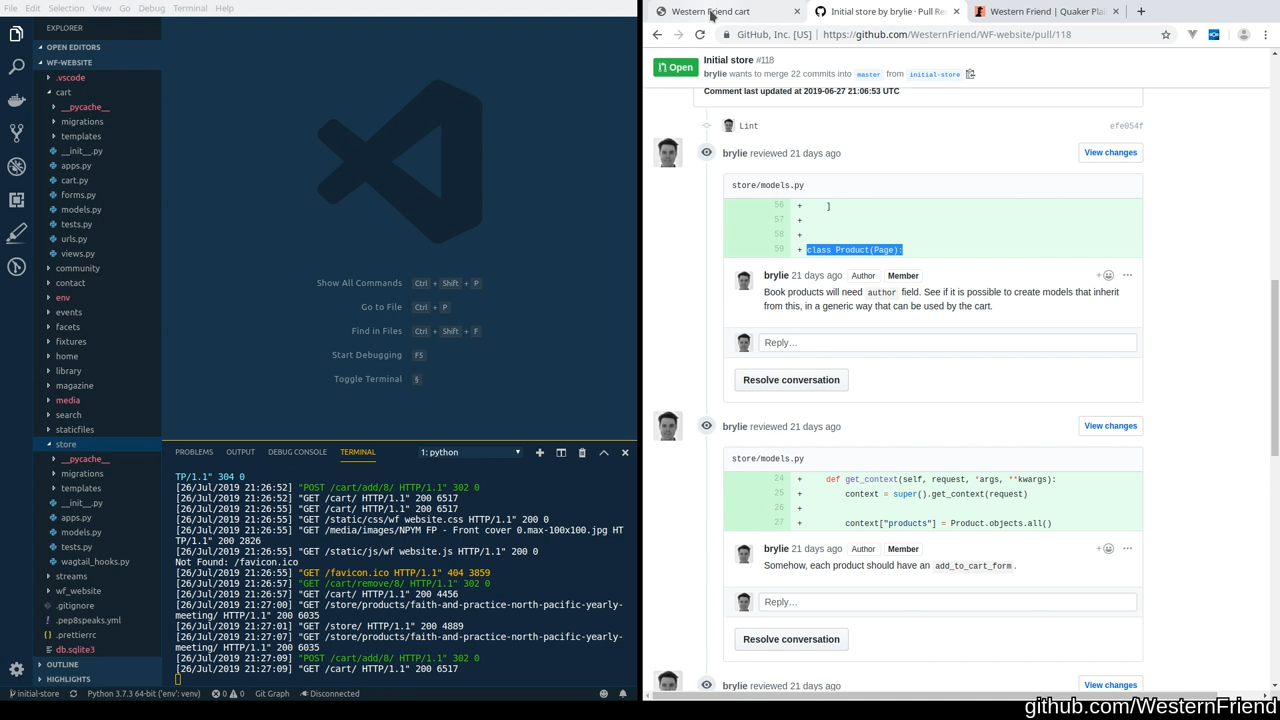 File Edit Selection View Go Debug Terminal Help
EXPLORER
OPEN EDITORS
WF-WEBSITE
.vscode
cart
__pycache__
migrations
templates
__init__.py
apps.py
cart.py
forms.py
models.py
tests.py
urls.py
views.py
community
contact
env
events
facets
fixtures
home
library
magazine
media
search
staticfiles
store
__pycache__
migrations
templates
__init__.py
apps.py
models.py
tests.py
wagtail_hooks.py
streams
wf_website
.gitignore
.pep8speaks.yml
.prettierrc
db.sqlite3
OUTLINE
HIGHLIGHTS
Show All Commands Ctrl + Shift + P
Go to File Ctrl + P
Find in Files Ctrl + Shift + F
Start Debugging F5
Toggle Terminal §
PROBLEMS OUTPUT DEBUG CONSOLE TERMINAL 1: python
TP/1.1" 304 0
[26/Jul/2019 21:26:52] "POST /cart/add/8/ HTTP/1.1" 302 0
[26/Jul/2019 21:26:52] "GET /cart/ HTTP/1.1" 200 6517
[26/Jul/2019 21:26:55] "GET /cart/ HTTP/1.1" 200 6517
[26/Jul/2019 21:26:55] "GET /static/css/wf website.css HTTP/1.1" 200 0
[26/Jul/2019 21:26:55] "GET /media/images/NPYM FP - Front cover 0.max-100x100.jpg HT
TP/1.1" 200 2826
[26/Jul/2019 21:26:55] "GET /static/js/wf website.js HTTP/1.1" 200 0
Not Found: /favicon.ico
[26/Jul/2019 21:26:55] "GET /favicon.ico HTTP/1.1" 404 3859
[26/Jul/2019 21:26:57] "GET /cart/remove/8/ HTTP/1.1" 302 0
[26/Jul/2019 21:26:57] "GET /cart/ HTTP/1.1" 200 4456
[26/Jul/2019 21:27:00] "GET /store/products/faith-and-practice-north-pacific-yearly-
meeting/ HTTP/1.1" 200 6035
[26/Jul/2019 21:27:01] "GET /store/ HTTP/1.1" 200 4889
[26/Jul/2019 21:27:07] "GET /store/products/faith-and-practice-north-pacific-yearly-
meeting/ HTTP/1.1" 200 6035
[26/Jul/2019 21:27:09] "POST /cart/add/8/ HTTP/1.1" 302 0
[26/Jul/2019 21:27:09] "GET /cart/ HTTP/1.1" 200 6517
initial-store Python 3.7.3 64-bit ('env': venv) 0 0 Git Graph Disconnected
Western Friend cart Initial store by brylie · Pull Re Western Friend | Quaker Pla
GitHub, Inc. [US] https://github.com/WesternFriend/WF-website/pull/118
Open Initial store #118
brylie wants to merge 22 commits into master from initial-store
Comment last updated at 2019-06-27 21:06:53 UTC
Lint efe054f
brylie reviewed 21 days ago View changes
store/models.py
56 + ]
57 +
58 +
59 + class Product(Page):
brylie 21 days ago Author Member
Book products will need author field. See if it is possible to create models that inherit
from this, in a generic way that can be used by the cart.
Reply…
Resolve conversation
brylie reviewed 21 days ago View changes
store/models.py
24 + def get_context(self, request, *args, **kwargs):
25 + context = super().get_context(request)
26 +
27 + context["products"] = Product.objects.all()
brylie 21 days ago Author Member
Somehow, each product should have an add_to_cart_form.
Reply…
Resolve conversation
brylie reviewed 21 days ago View changes
github.com/WesternFriend